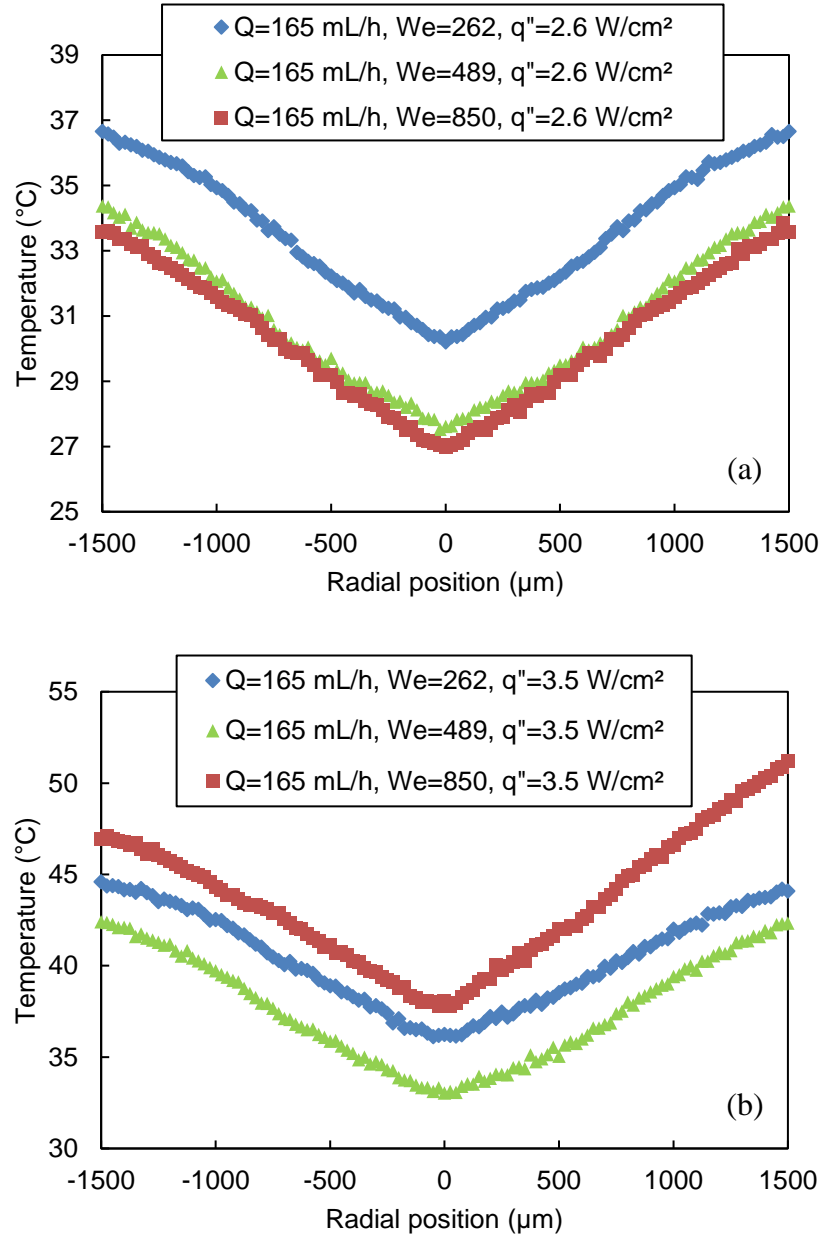 Q=165 mL/h, We=262, q"=2.6 W/cm²
Q=165 mL/h, We=489, q"=2.6 W/cm²
Q=165 mL/h, We=850, q"=2.6 W/cm²
39
37
35
33
31
29
27
25
Temperature (°C)
(a)
-1500 -1000 -500 0 500 1000 1500
Radial position (µm)
Q=165 mL/h, We=262, q"=3.5 W/cm²
Q=165 mL/h, We=489, q"=3.5 W/cm²
Q=165 mL/h, We=850, q"=3.5 W/cm²
55
50
45
40
35
30
Temperature (°C)
(b)
-1500 -1000 -500 0 500 1000 1500
Radial position (µm)